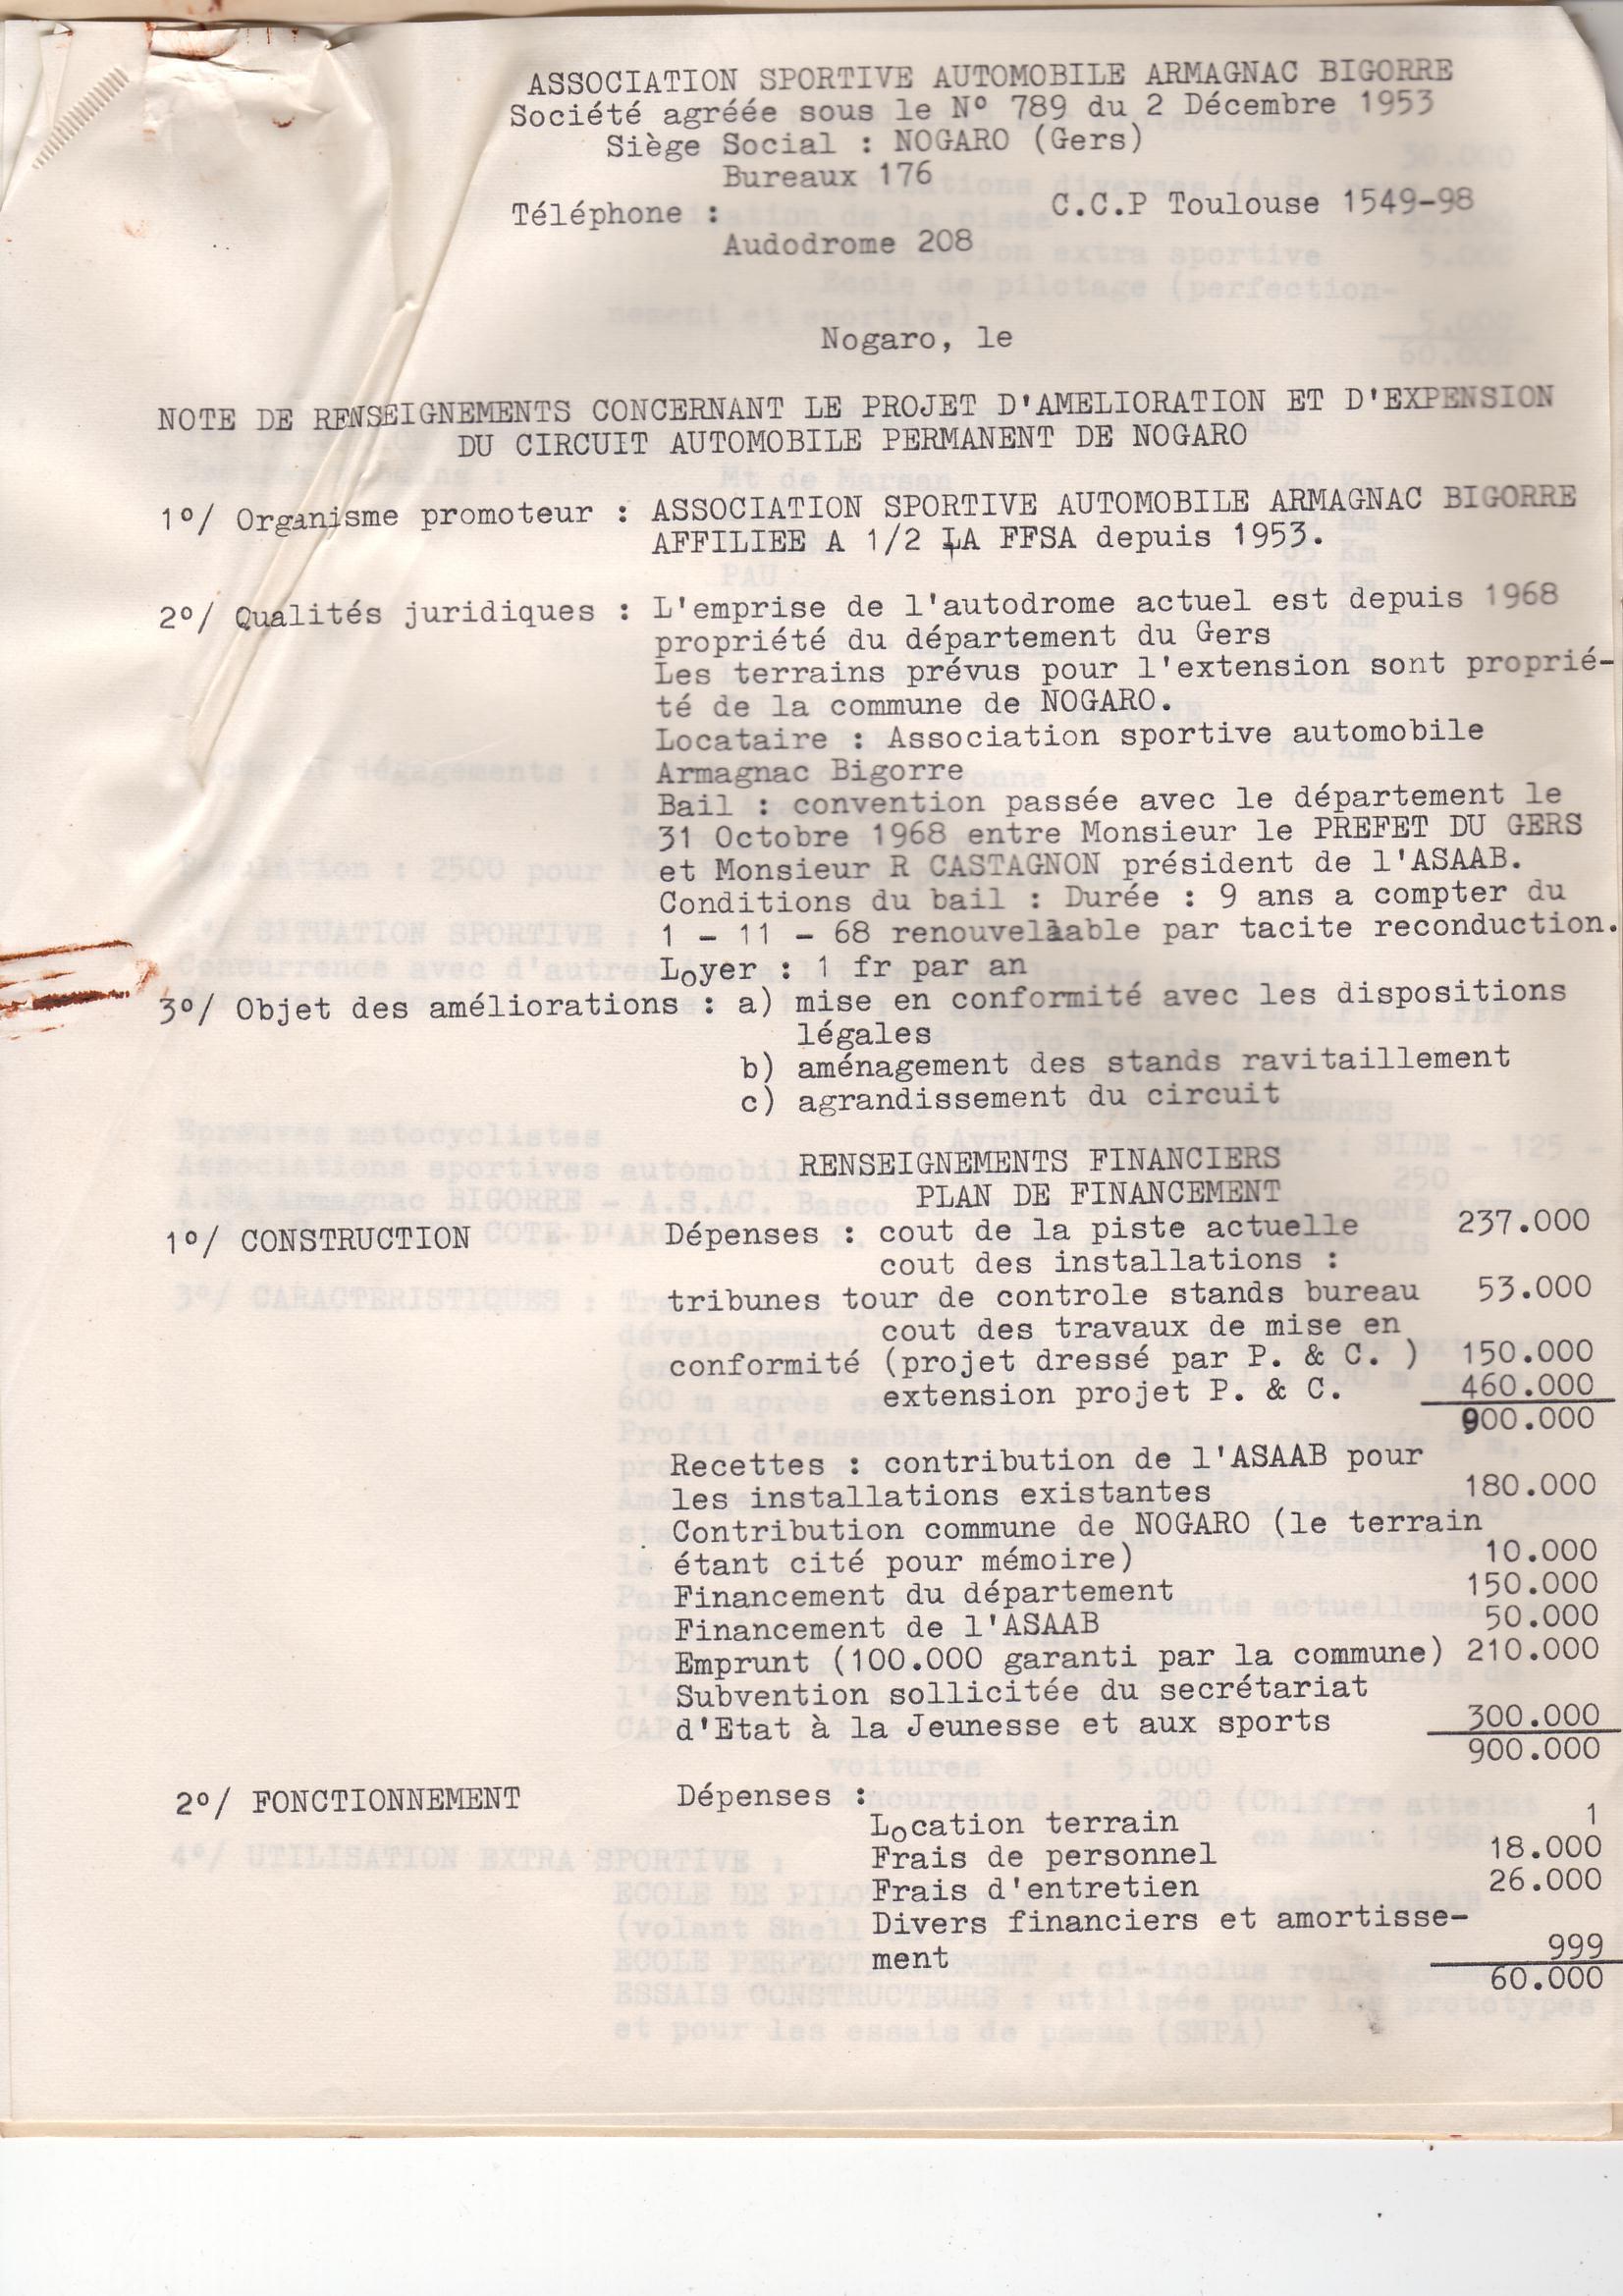 ASSOCIATION SPORTIVE AUTOMOBILE ARMAGNAC BIGORRE
Société agréée sous le N° 789 du 2 Décembre 1953
Siège Social : NOGARO (Gers)
Bureaux 176
Téléphone : C.C.P Toulouse 1549-98
Audodrome 208
Nogaro, le
NOTE DE RENSEIGNEMENTS CONCERNANT LE PROJET D'AMELIORATION ET D'EXPENSION
DU CIRCUIT AUTOMOBILE PERMANENT DE NOGARO
1°/ Organisme promoteur : ASSOCIATION SPORTIVE AUTOMOBILE ARMAGNAC BIGORRE
AFFILIEE A 1/2 LA FFSA depuis 1953.
2°/ Qualités juridiques : L'emprise de l'autodrome actuel est depuis 1968
propriété du département du Gers
Les terrains prévus pour l'extension sont proprié-
té de la commune de NOGARO.
Locataire : Association sportive automobile
Armagnac Bigorre
Bail : convention passée avec le département le
31 Octobre 1968 entre Monsieur le PREFET DU GERS
et Monsieur R CASTAGNON président de l'ASAAB.
Conditions du bail : Durée : 9 ans a compter du
1 - 11 - 68 renouvelàable par tacite reconduction.
Loyer : 1 fr par an
3°/ Objet des améliorations : a) mise en conformité avec les dispositions
légales
b) aménagement des stands ravitaillement
c) agrandissement du circuit
RENSEIGNEMENTS FINANCIERS
PLAN DE FINANCEMENT
1°/ CONSTRUCTION Dépenses : cout de la piste actuelle 237.000
cout des installations :
tribunes tour de controle stands bureau 53.000
cout des travaux de mise en
conformité (projet dressé par P. & C. ) 150.000
extension projet P. & C. 460.000
900.000
Recettes : contribution de l'ASAAB pour
les installations existantes 180.000
Contribution commune de NOGARO (le terrain
étant cité pour mémoire) 10.000
Financement du département 150.000
Financement de l'ASAAB 50.000
Emprunt (100.000 garanti par la commune) 210.000
Subvention sollicitée du secrétariat
d'Etat à la Jeunesse et aux sports 300.000
900.000
2°/ FONCTIONNEMENT Dépenses :
Location terrain 1
Frais de personnel 18.000
Frais d'entretien 26.000
Divers financiers et amortisse-
ment 999
60.000